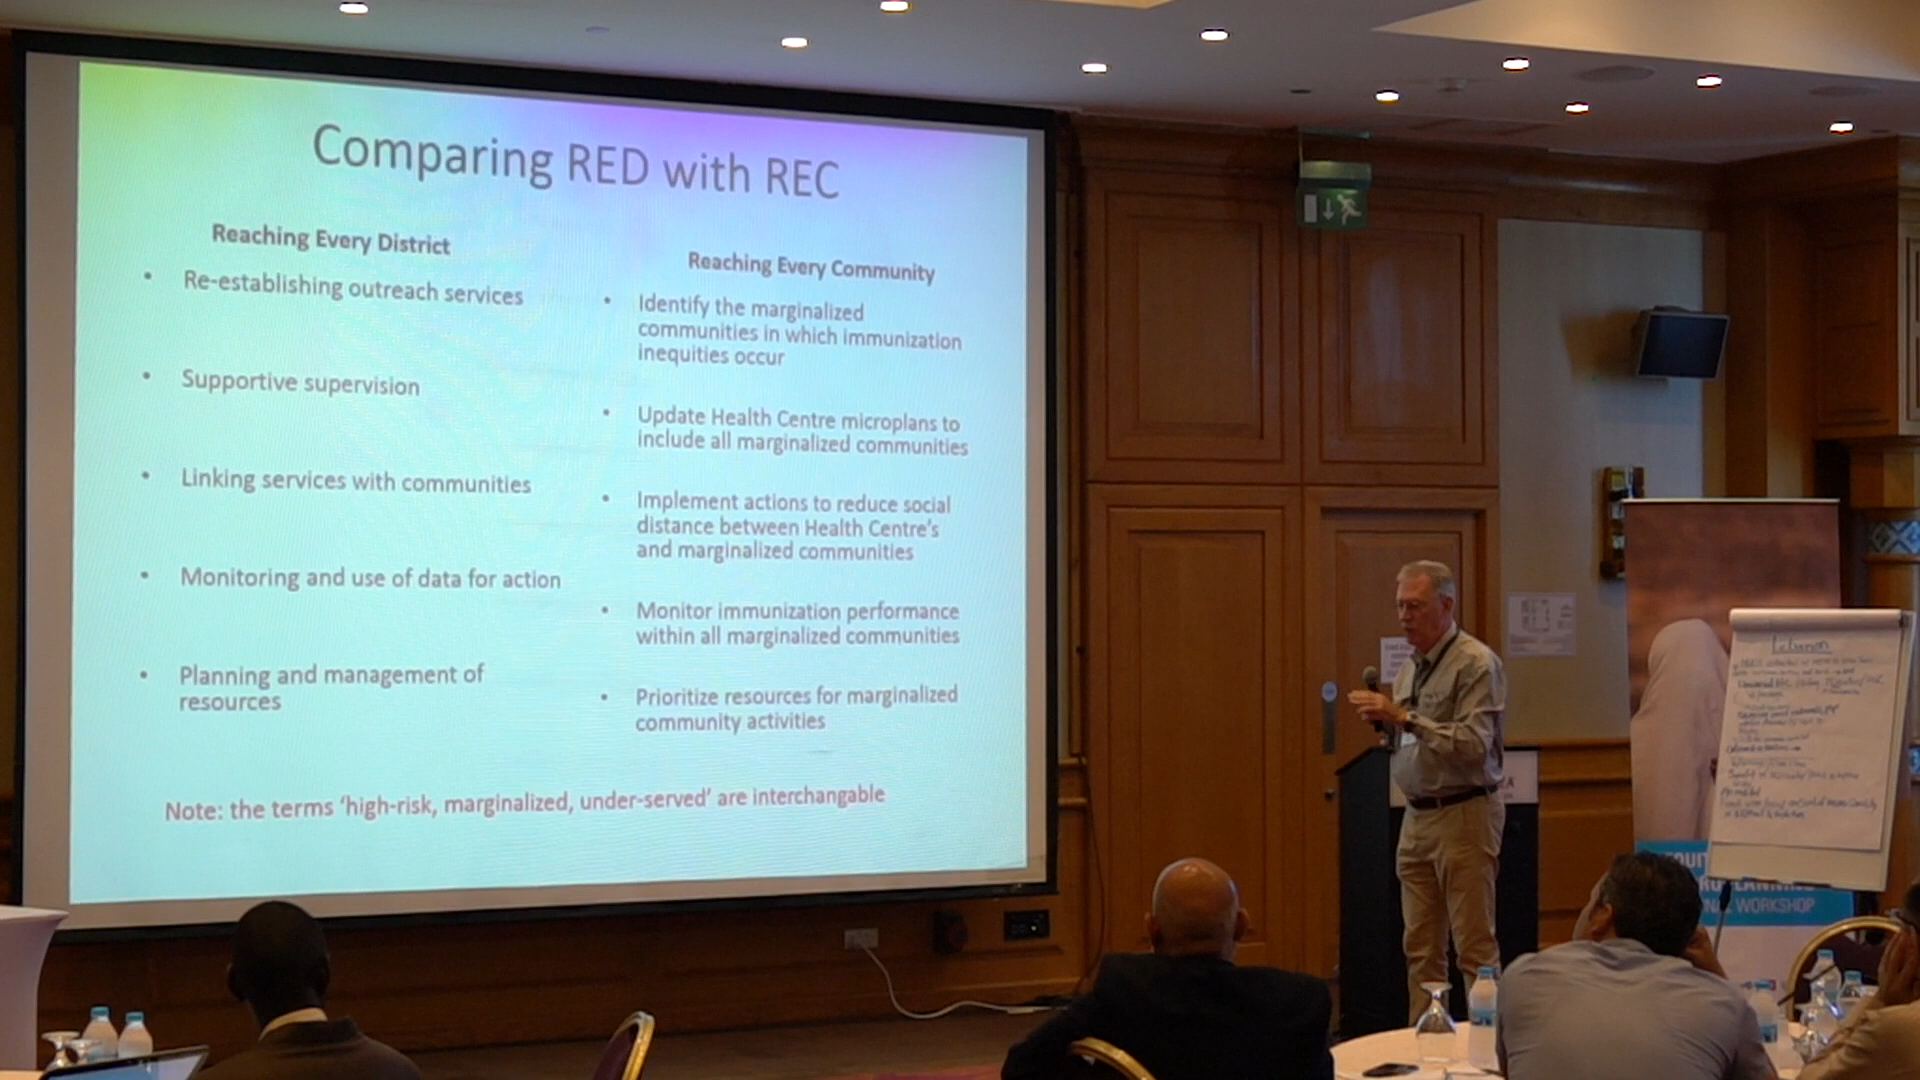 Comparing RED with REC
Reaching Every District
• Re-establishing outreach services
• Supportive supervision
• Linking services with communities
• Monitoring and use of data for action
• Planning and management of
resources
Reaching Every Community
• Identify the marginalized
communities in which immunization
inequities occur
• Update Health Centre microplans to
include all marginalized communities
• Implement actions to reduce social
distance between Health Centre's
and marginalized communities
• Monitor immunization performance
within all marginalized communities
• Prioritize resources for marginalized
community activities
Note: the terms 'high-risk, marginalized, under-served' are interchangable
Lebanon
WORKSHOP